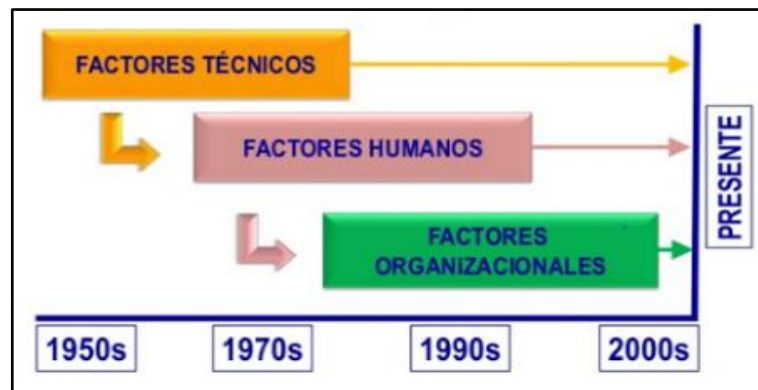 FACTORES TÉCNICOS
FACTORES HUMANOS
FACTORES
ORGANIZACIONALES
PRESENTE
1950s
1970s
1990s
2000s